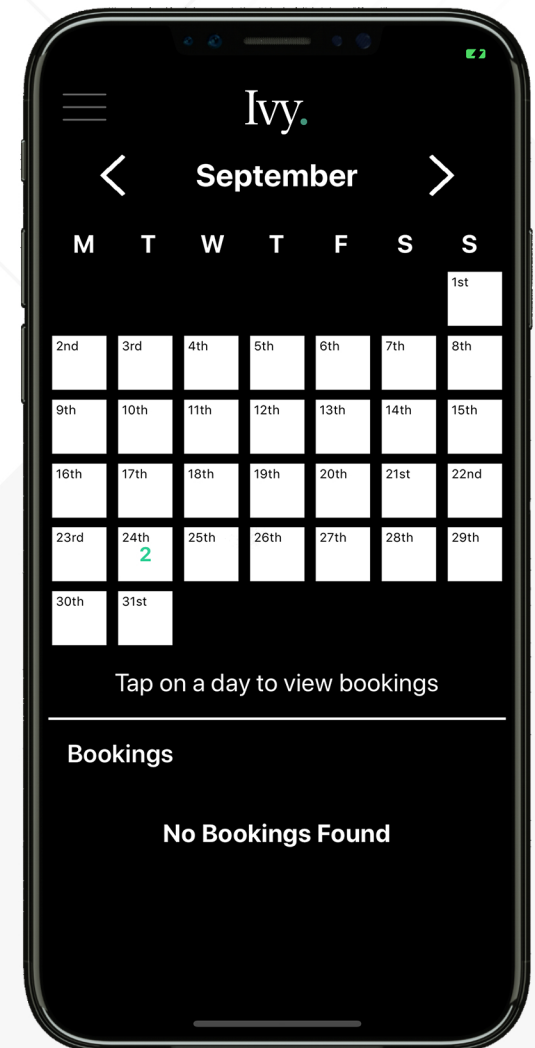 Ivy.
September
M T W T F S S
1st
2nd 3rd 4th 5th 6th 7th 8th
9th 10th 11th 12th 13th 14th 15th
16th 17th 18th 19th 20th 21st 22nd
23rd 24th 25th 26th 27th 28th 29th
2
30th 31st
Tap on a day to view bookings
Bookings
No Bookings Found